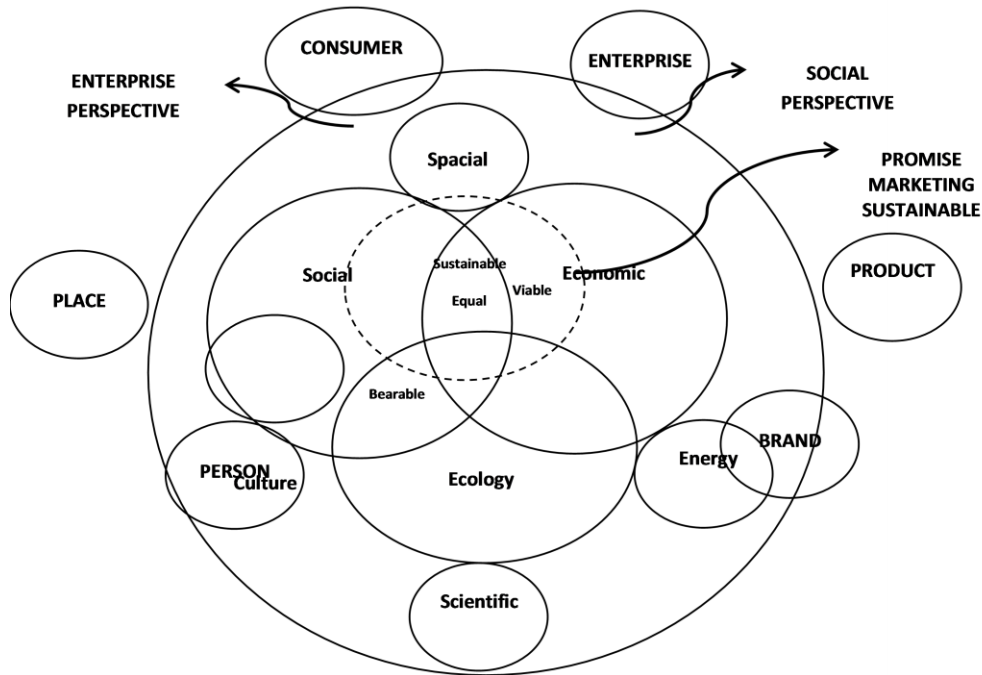 CONSUMER
ENTERPRISE
ENTERPRISE
PERSPECTIVE
SOCIAL
PERSPECTIVE
Spacial
PROMISE
MARKETING
SUSTAINABLE
Social
Sustainable
Economic
Viable
Equal
PLACE
PRODUCT
Bearable
BRAND
Energy
PERSON
Culture
Ecology
Scientific